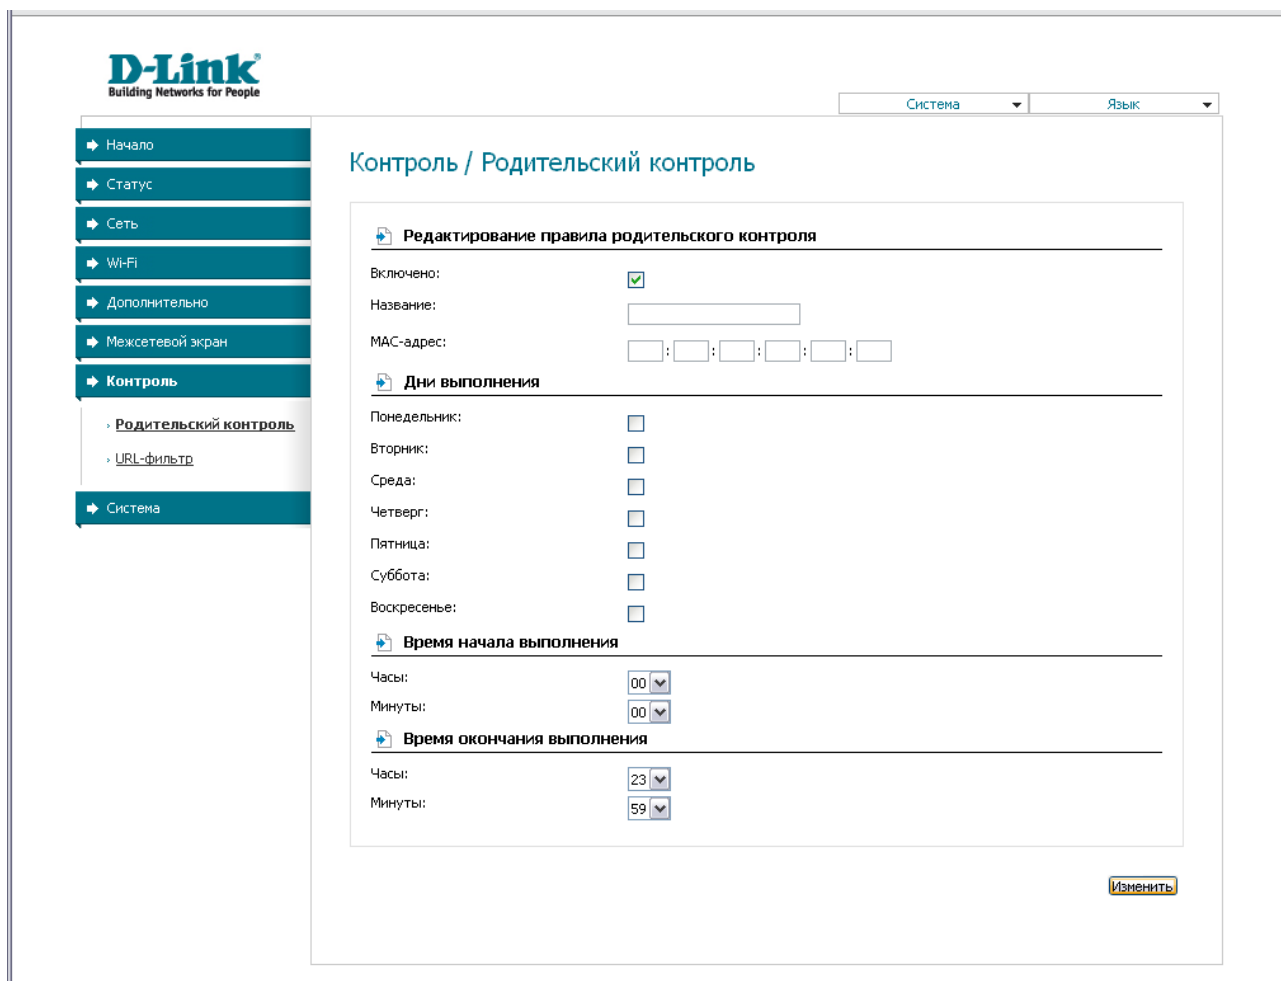 D-Link
Building Networks for People
Система
Язык
Начало
Статус
Сеть
Wi-Fi
Дополнительно
Межсетевой экран
Контроль
Родительский контроль
URL-фильтр
Система
Контроль / Родительский контроль
Редактирование правила родительского контроля
Включено:
Название:
MAC-адрес:
: : : : :
Дни выполнения
Понедельник:
Вторник:
Среда:
Четверг:
Пятница:
Суббота:
Воскресенье:
Время начала выполнения
Часы:
00
Минуты:
00
Время окончания выполнения
Часы:
23
Минуты:
59
Изменить